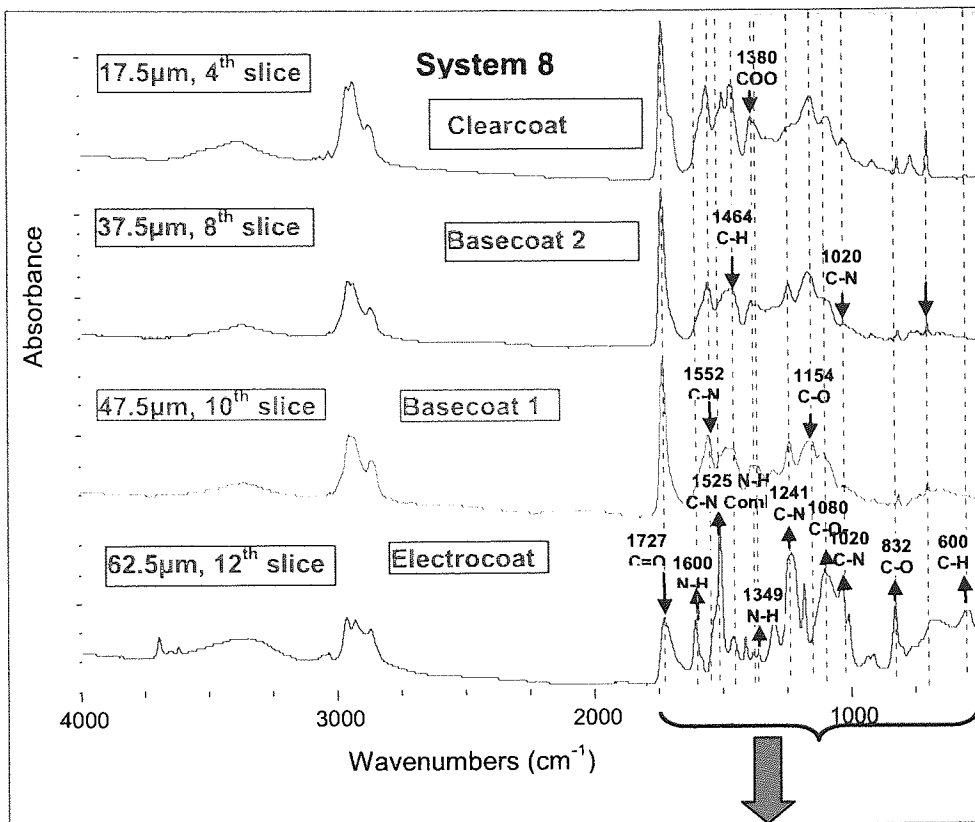 System 8
17.5µm, 4th slice
Clearcoat
1380
COO
37.5µm, 8th slice
Basecoat 2
1464
C-H
1020
C-N
47.5µm, 10th slice
Basecoat 1
1552
C-N
1154
C-O
62.5µm, 12th slice
Electrocoat
1727
C=O
1600
N-H
1525
C-N
N-H
Coml
1349
N-H
1241
C-N
1080
C-O-
1020
C-N
832
C-O
600
C-H
Absorbance
4000
3000
2000
1000
Wavenumbers (cm-1)